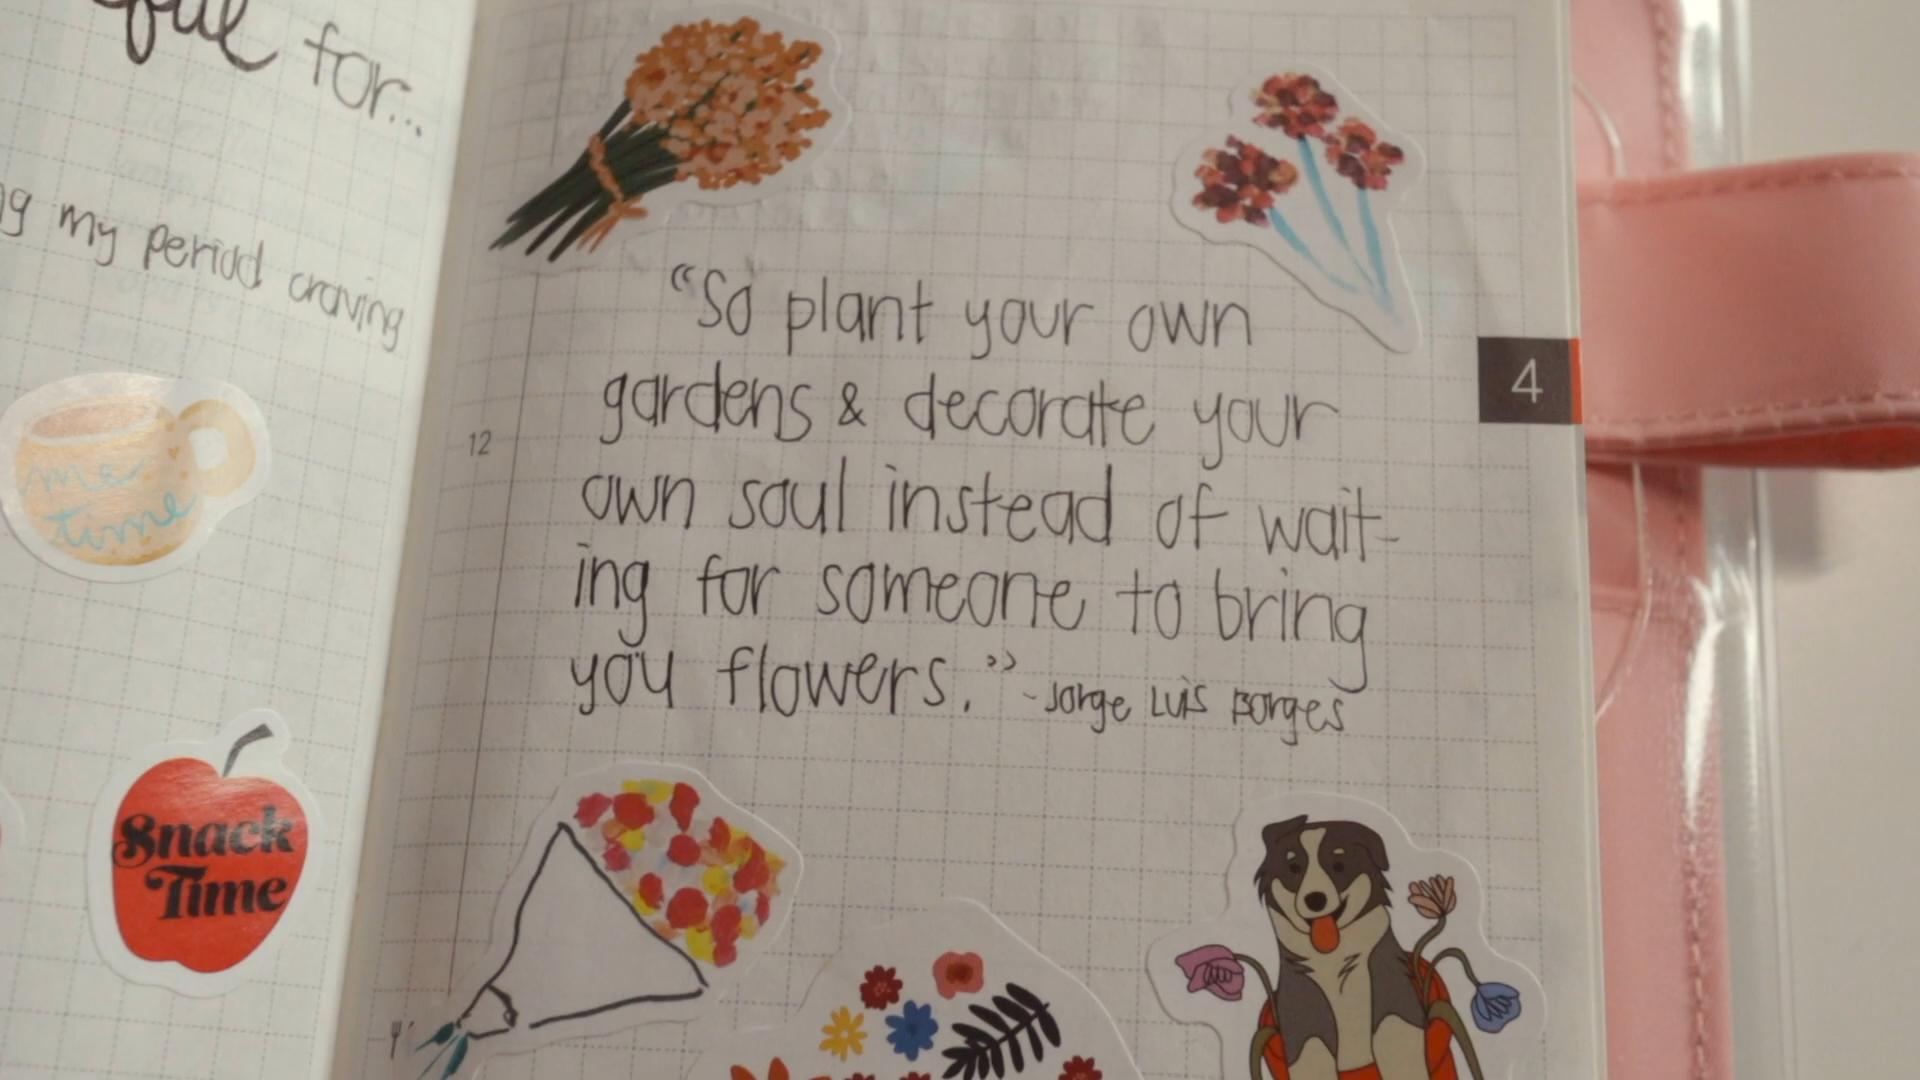 for...
my period craving
me
time
Snack
Time
"So plant your own
gardens & decorate your
own soul instead of wait-
ing for someone to bring
you flowers." - Jorge Luis Borges
12
4